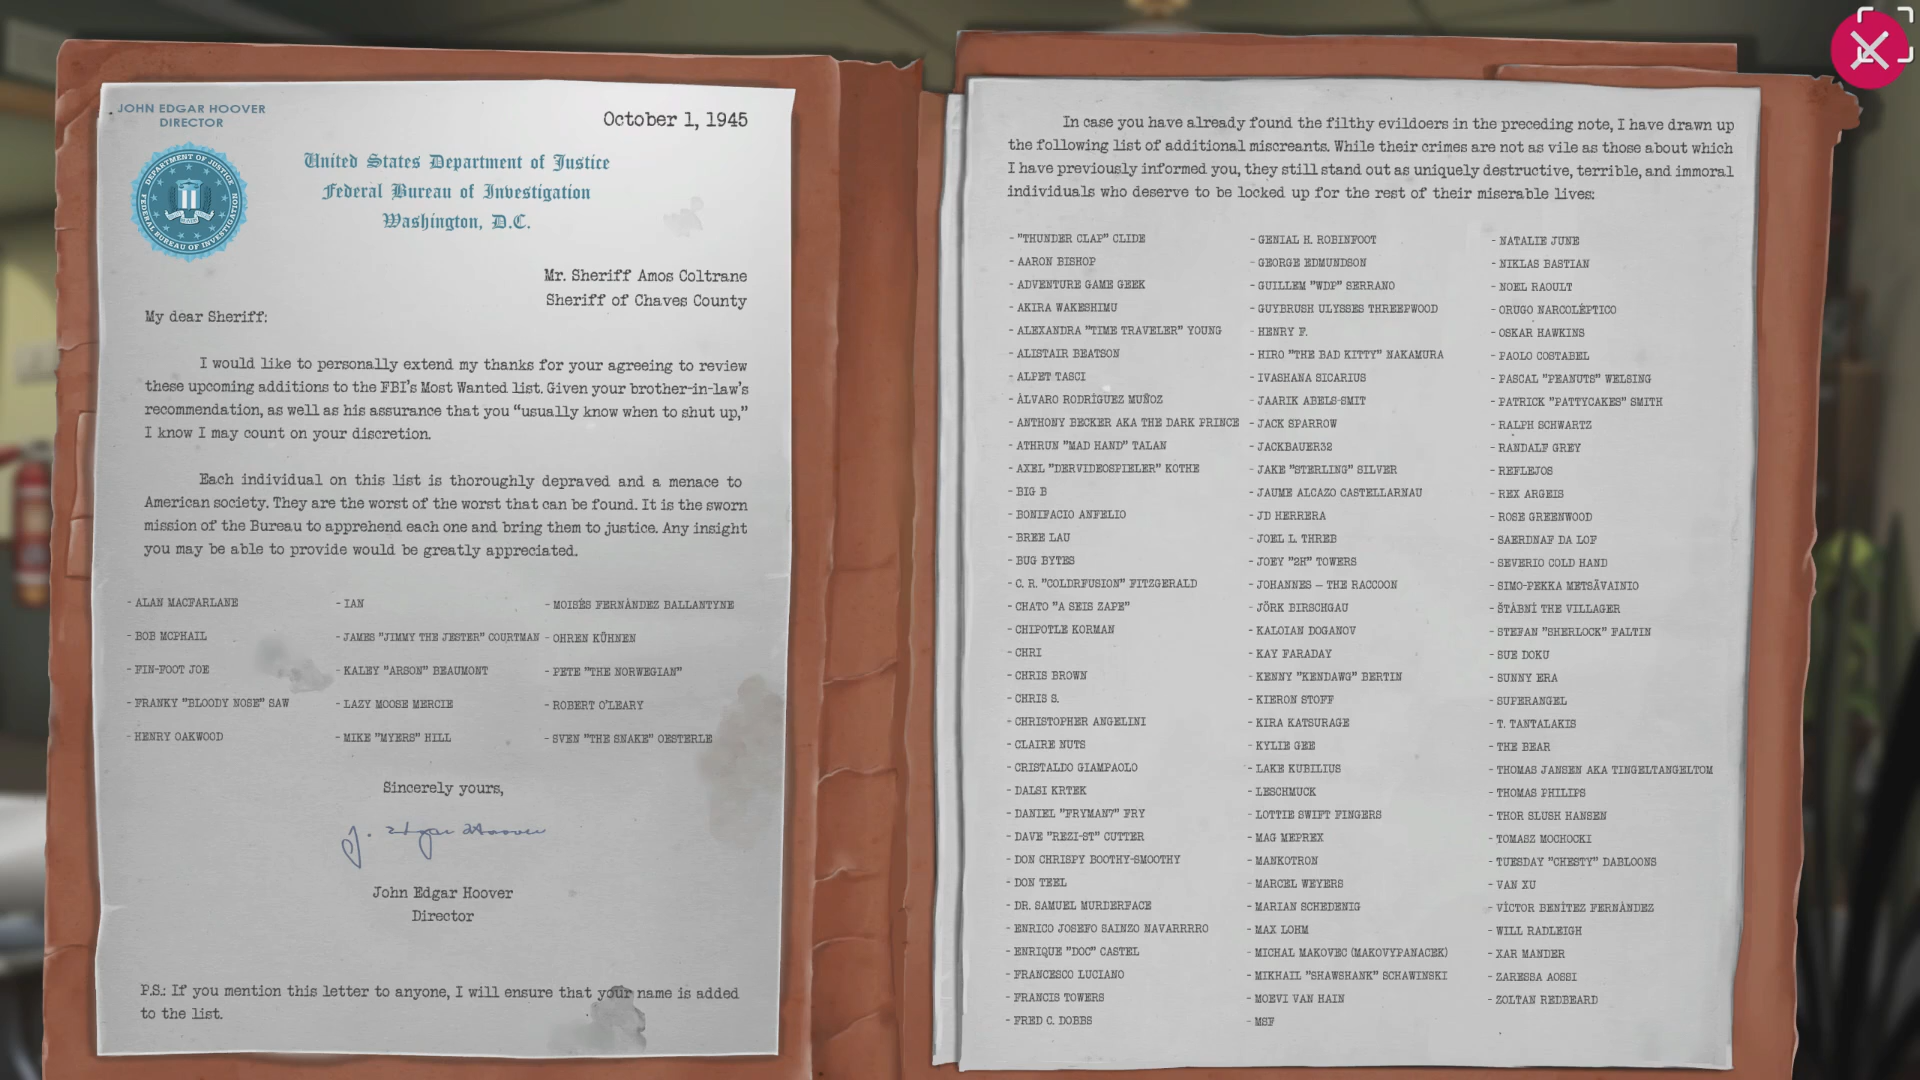 JOHN EDGAR HOOVER
DIRECTOR
October 1, 1945
DEPARTMENT OF JUSTICE
FEDERAL BUREAU OF INVESTIGATION
United States Department of Justice
Federal Bureau of Investigation
Washington, D.C.
Mr. Sheriff Amos Coltrane
Sheriff of Chaves County
My dear Sheriff:
I would like to personally extend my thanks for your agreeing to review
these upcoming additions to the FBI's Most Wanted list. Given your brother-in-law's
recommendation, as well as his assurance that you “usually know when to shut up,”
I know I may count on your discretion.
Each individual on this list is thoroughly depraved and a menace to
American society. They are the worst of the worst that can be found. It is the sworn
mission of the Bureau to apprehend each one and bring them to justice. Any insight
you may be able to provide would be greatly appreciated.
- ALAN MACFARLANE
- BOB MCPHAIL
- FIN-FOOT JOE
- FRANKY "BLOODY NOSE" SAW
- HENRY OAKWOOD
- IAN
- JAMES "JIMMY THE JESTER" COURTMAN
- KALEY "ARSON" BEAUMONT
- LAZY MOOSE MERCIE
- MIKE "MYERS" HILL
- MOISÉS FERNÁNDEZ BALLANTYNE
- OHREN KÜHNEN
- PETE "THE NORWEGIAN"
- ROBERT O'LEARY
- SVEN "THE SNAKE" OESTERLE
Sincerely yours,
J. Edgar Hoover
John Edgar Hoover
Director
P.S.: If you mention this letter to anyone, I will ensure that your name is added
to the list.
In case you have already found the filthy evildoers in the preceding note, I have drawn up
the following list of additional miscreants. While their crimes are not as vile as those about which
I have previously informed you, they still stand out as uniquely destructive, terrible, and immoral
individuals who deserve to be locked up for the rest of their miserable lives:
- "THUNDER CLAP" CLIDE
- AARON BISHOP
- ADVENTURE GAME GEEK
- AKIRA WAKESHIMU
- ALEXANDRA "TIME TRAVELER" YOUNG
- ALISTAIR BEATSON
- ALPET TASCI
- ÁLVARO RODRÍGUEZ MUÑOZ
- ANTHONY BECKER AKA THE DARK PRINCE
- ATHRUN "MAD HAND" TALAN
- AXEL "DERVIDEOSPIELER" KOTHE
- BIG B
- BONIFACIO ANFELIO
- BREE LAU
- BUG BYTES
- C. R. "COLDRFUSION" FITZGERALD
- CHATO "A SEIS ZAPE"
- CHIPOTLE KORMAN
- CHRI
- CHRIS BROWN
- CHRIS S.
- CHRISTOPHER ANGELINI
- CLAIRE NUTS
- CRISTALDO GIAMPAOLO
- DALSI KRTEK
- DANIEL "FRYMAN7" FRY
- DAVE "REZI-ST" CUTTER
- DON CHRISPY BOOTHY-SMOOTHY
- DON TEEL
- DR. SAMUEL MURDERFACE
- ENRICO JOSEFO SAINZO NAVARRRRO
- ENRIQUE "DOC" CASTEL
- FRANCESCO LUCIANO
- FRANCIS TOWERS
- FRED C. DOBBS
- GENIAL H. ROBINFOOT
- GEORGE EDMUNDSON
- GUILLEM "WDP" SERRANO
- GUYBRUSH ULYSSES THREEPWOOD
- HENRY F.
- HIRO "THE BAD KITTY" NAKAMURA
- IVASHANA SICARIUS
- JAARIK ABELS-SMIT
- JACK SPARROW
- JACKBAUER32
- JAKE "STERLING" SILVER
- JAUME ALCAZO CASTELLARNAU
- JD HERRERA
- JOEL L. THREB
- JOEY "2H" TOWERS
- JOHANNES – THE RACCOON
- JÖRK BIRSCHGAU
- KALOIAN DOGANOV
- KAY FARADAY
- KENNY "KENDAWG" BERTIN
- KIERON STOFF
- KIRA KATSURAGE
- KYLIE GEE
- LAKE KUBILIUS
- LESCHMUCK
- LOTTIE SWIFT FINGERS
- MAG MEPREX
- MANKOTRON
- MARCEL WEYERS
- MARIAN SCHEDENIG
- MAX LOHM
- MICHAL MAKOVEC (MAKOVYPANACEK)
- MIKHAIL "SHAWSHANK" SCHAWINSKI
- MOEVI VAN HAIN
- MSF
- NATALIE JUNE
- NIKLAS BASTIAN
- NOEL RAOULT
- ORUGO NARCOLÉPTICO
- OSKAR HAWKINS
- PAOLO COSTABEL
- PASCAL "PEANUTS" WELSING
- PATRICK "PATTYCAKES" SMITH
- RALPH SCHWARTZ
- RANDALF GREY
- REFLEJOS
- REX ARGEIS
- ROSE GREENWOOD
- SAERDNAF DA LOF
- SEVERIO COLD HAND
- SIMO-PEKKA METSÄVAINIO
- ŠTÁBNÍ THE VILLAGER
- STEFAN "SHERLOCK" FALTIN
- SUE DOKU
- SUNNY ERA
- SUPERANGEL
- T. TANTALAKIS
- THE BEAR
- THOMAS JANSEN AKA TINGELTANGELTOM
- THOMAS PHILIPS
- THOR SLUSH HANSEN
- TOMASZ MOCHOCKI
- TUESDAY "CHESTY" DABLOONS
- VAN XU
- VÍCTOR BENÍTEZ FERNÁNDEZ
- WILL RADLEIGH
- XAR MANDER
- ZARESSA AOSSI
- ZOLTAN REDBEARD